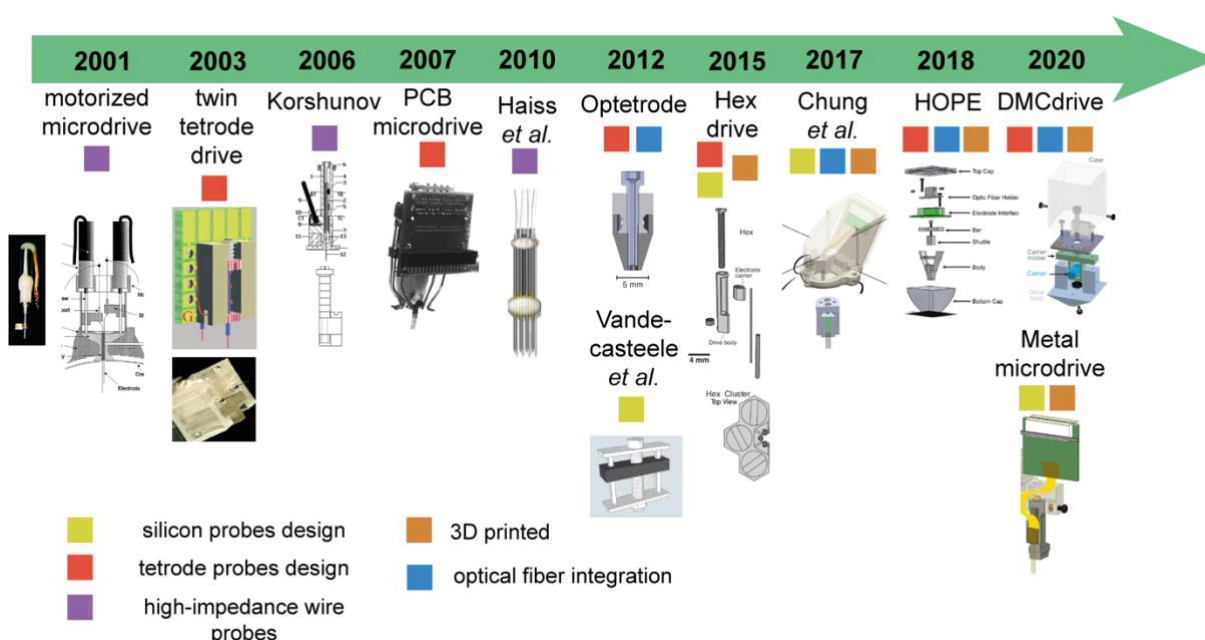 2001 2003 2006 2007 2010 2012 2015 2017 2018 2020
motorized
microdrive
twin
tetrode
drive
Korshunov
PCB
microdrive
Haiss
et al.
Optetrode
Hex
drive
Chung
et al.
HOPE
DMCdrive
G
Electrode
5 mm
Vande-
casteele
et al.
Hex
Electrode
carrier
Drive body
4 mm
Hex Cluster
Top View
Top Cap
Optic Fiber Holder
Electrode Interface
Bar
Shuttle
Body
Bottom Cap
Case
Carrier
holder
Carrier
Drive
body
Metal
microdrive
silicon probes design
tetrode probes design
high-impedance wire
probes
3D printed
optical fiber integration